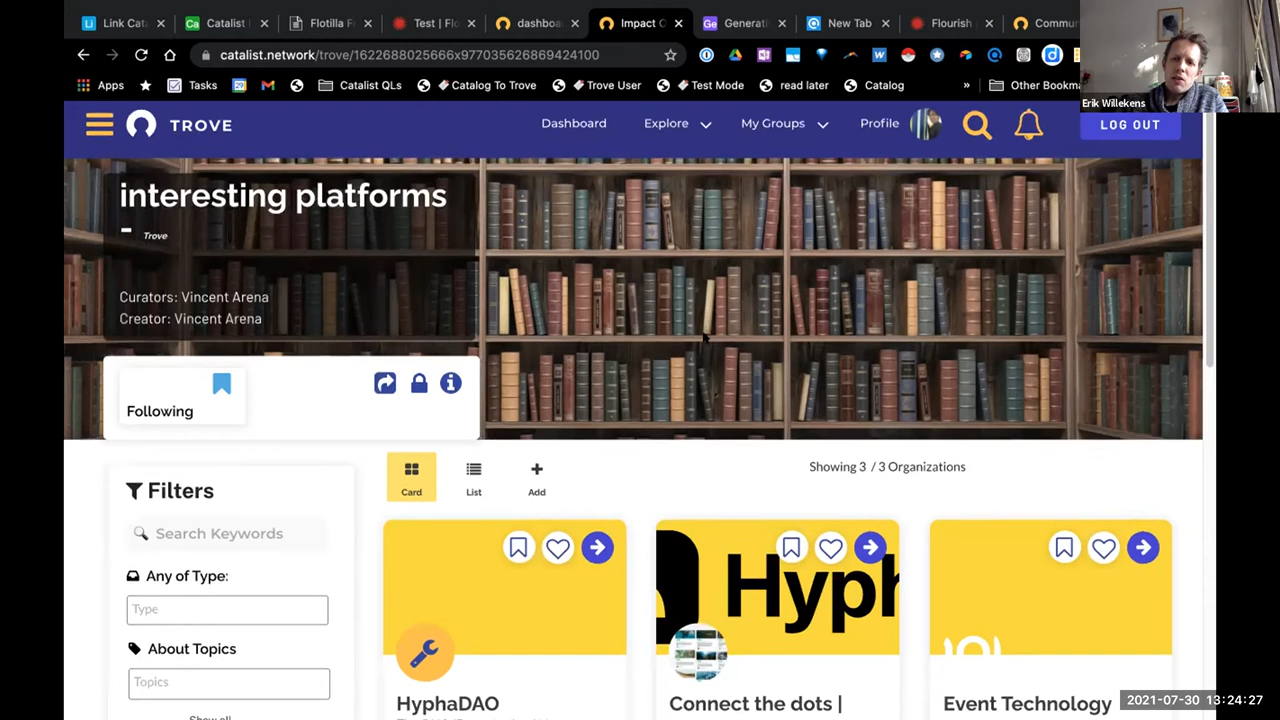 Link Cat
Catalist
Flotilla F
Test | Flo
dashboa
Impact O
Generati
New Tab
Flourish
Commu
catalist.network/trove/1622688025666x977035626869424100
Apps
Tasks
Catalist QLs
Catalog To Trove
Trove User
Test Mode
read later
Catalog
»
Other Bookma
Erik Willekens
TROVE
Dashboard
Explore
My Groups
Profile
LOG OUT
interesting platforms
- Trove
Curators: Vincent Arena
Creator: Vincent Arena
Following
Card
List
Add
Showing 3 / 3 Organizations
Filters
Search Keywords
Any of Type:
Type
About Topics
Topics
Hyph
HyphaDAO
Connect the dots |
Event Technology
2021-07-30 13:24:27